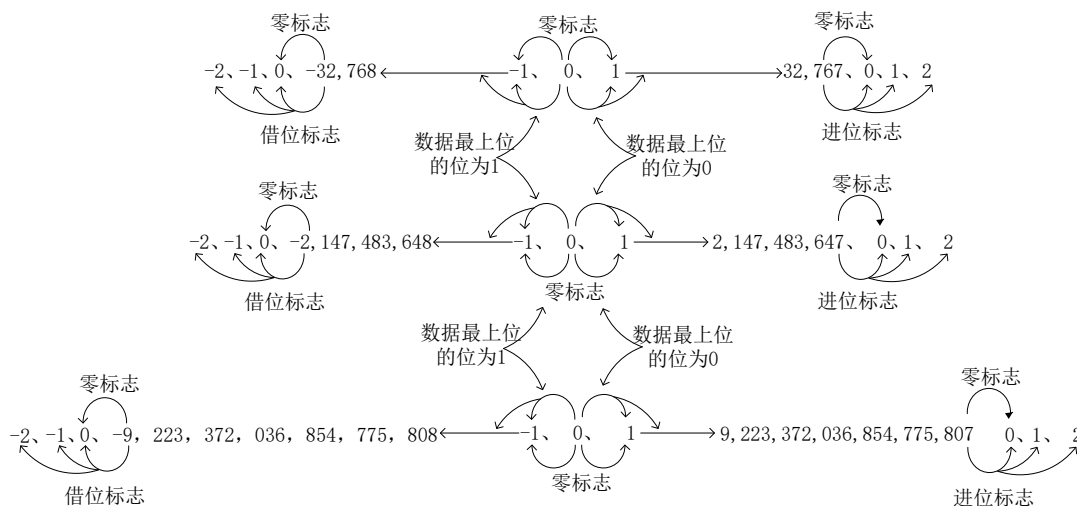 零标志
零标志
零标志
-2、-1、0、-32,768
-1、 0、 1
32,767、0、1、2
借位标志
进位标志
数据最上位
的位为1
数据最上位
的位为0
零标志
零标志
-2、-1、0、-2,147,483,648
-1、 0、 1
2,147,483,647、 0、1、 2
借位标志
零标志
进位标志
数据最上位
的位为1
数据最上位
的位为0
零标志
零标志
-2、-1、0、-9, 223, 372, 036, 854, 775, 808
-1、 0、 1
9,223,372,036,854,775,807 0、1、 2
借位标志
零标志
进位标志